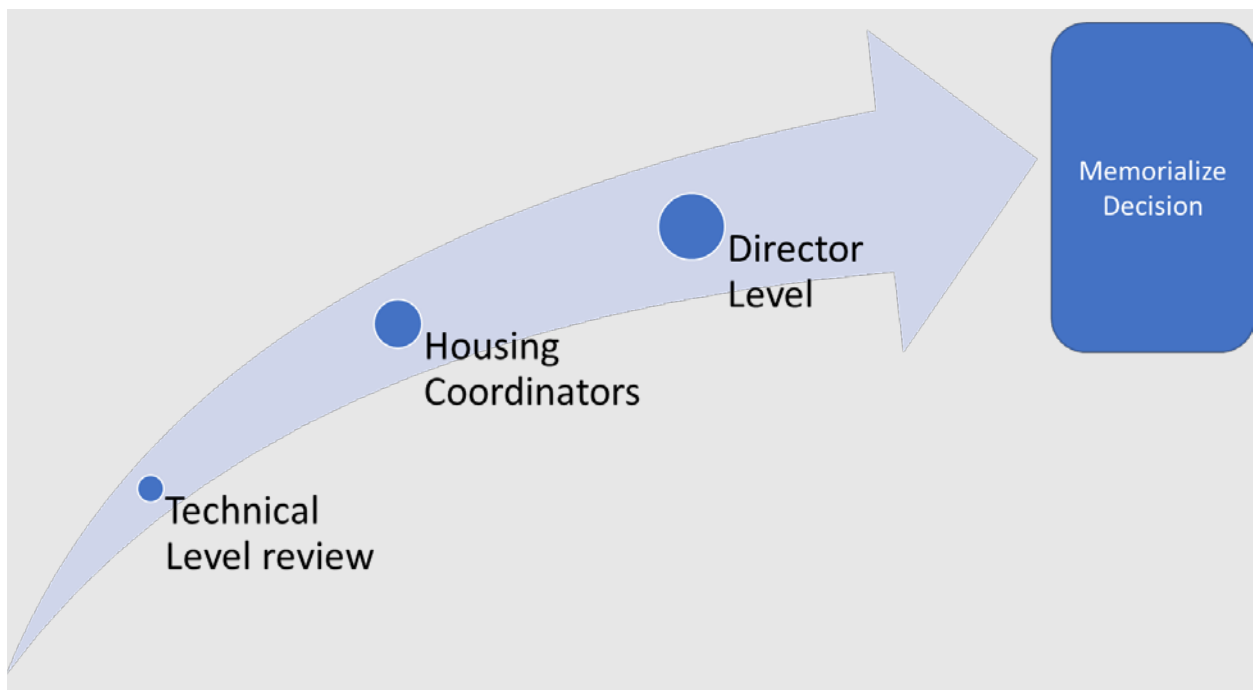 Memorialize
Decision
Director
Level
Housing
Coordinators
Technical
Level review